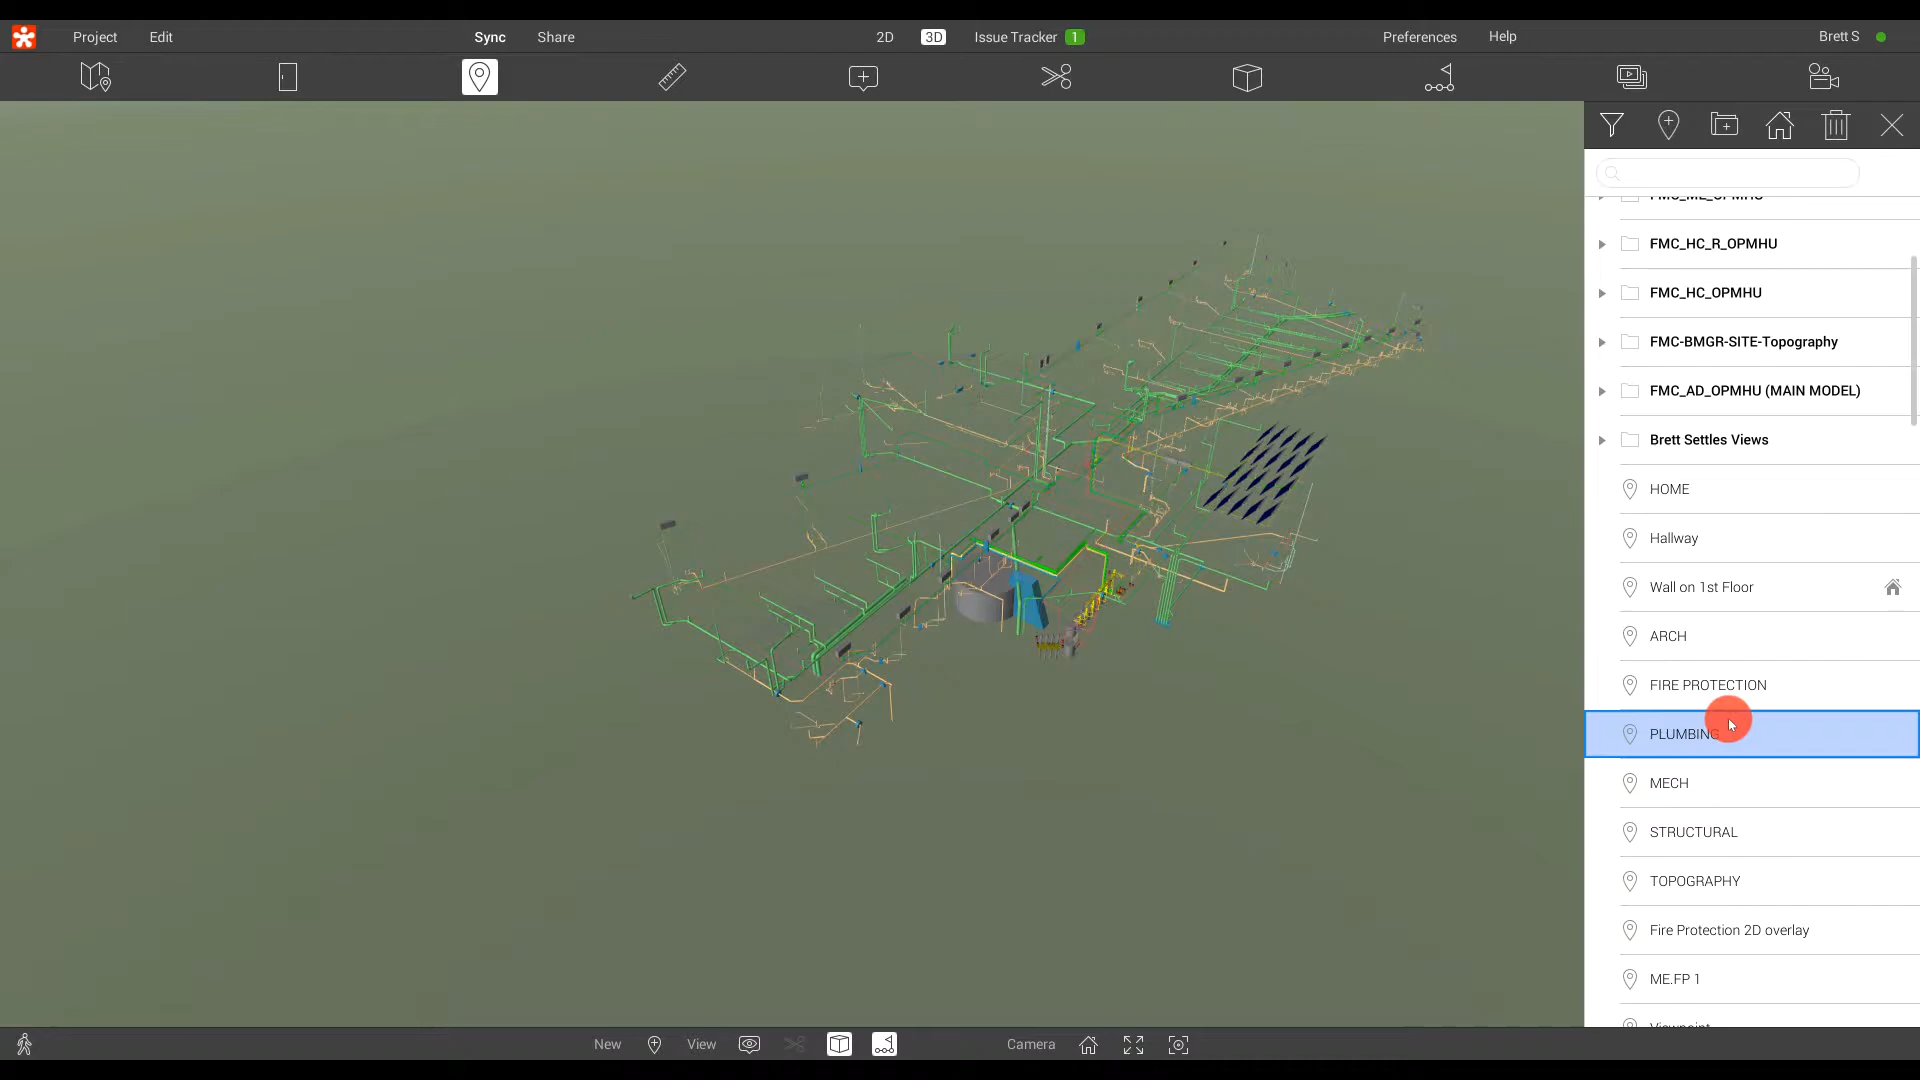 Project Edit Sync Share 2D 3D Issue Tracker 1 Preferences Help Brett S
FMC_ME_OPMHU
FMC_HC_R_OPMHU
FMC_HC_OPMHU
FMC-BMGR-SITE-Topography
FMC_AD_OPMHU (MAIN MODEL)
Brett Settles Views
HOME
Hallway
Wall on 1st Floor
ARCH
FIRE PROTECTION
PLUMBING
MECH
STRUCTURAL
TOPOGRAPHY
Fire Protection 2D overlay
ME.FP 1
Viewpoint
New View Camera